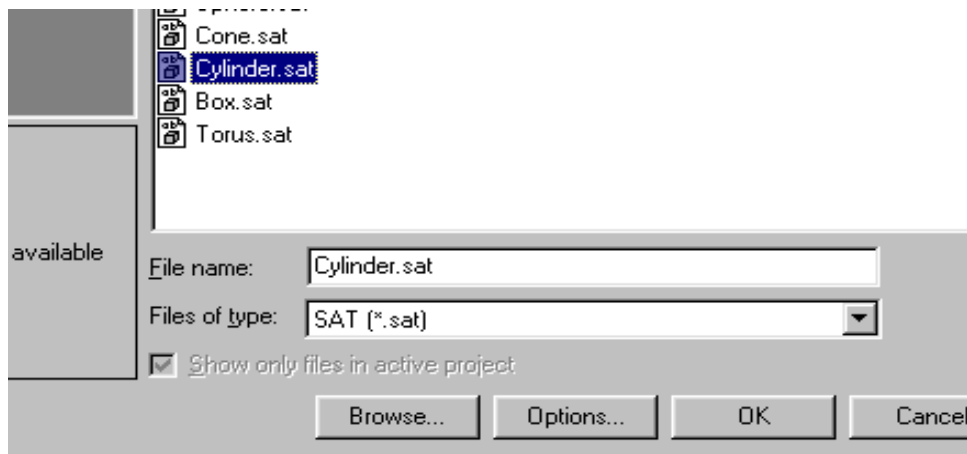 Cone.sat
Cylinder.sat
Box.sat
Torus.sat
available
File name: Cylinder.sat
Files of type: SAT (*.sat)
Show only files in active project
Browse... Options... OK Cancel